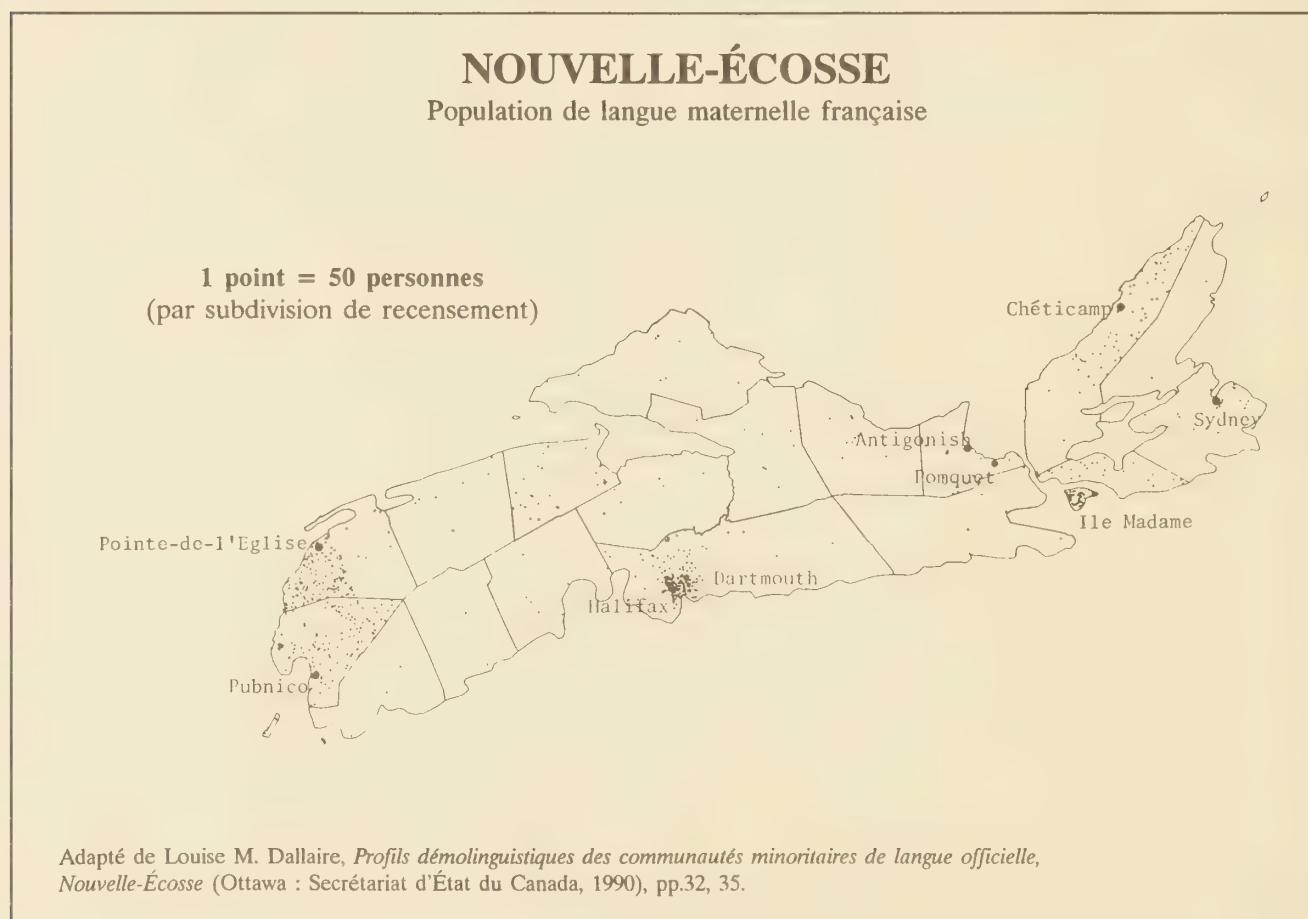 NOUVELLE-ÉCOSSE
Population de langue maternelle française
1 point = 50 personnes
(par subdivision de recensement)
Chéticamp
Sydney
Antigonish
Pomquet
Ile Madame
Pointe-de-l'Eglise
Dartmouth
Halifax
Pubnico
Adapté de Louise M. Dallaire, Profils démolinguistiques des communautés minoritaires de langue officielle,
Nouvelle-Écosse (Ottawa : Secrétariat d'État du Canada, 1990), pp.32, 35.